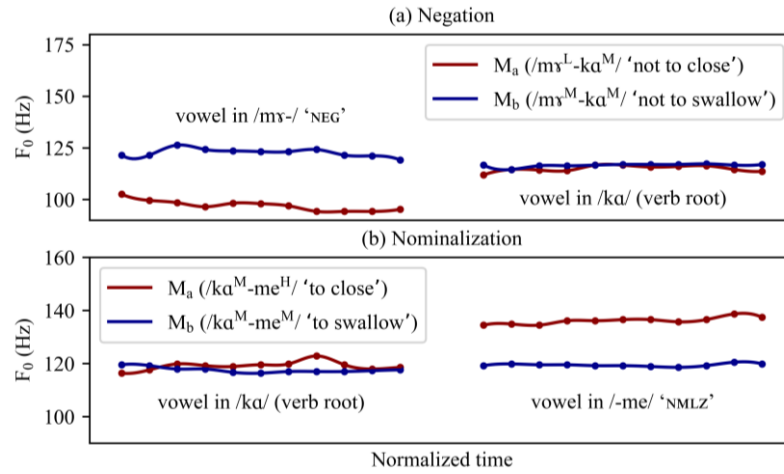 (a) Negation
175
150
125
100
F₀ (Hz)
Mₐ (/mɤᴸ-kɑᴹ/ ‘not to close’)
M_b (/mɤᴹ-kɑᴹ/ ‘not to swallow’)
vowel in /mɤ-/ ‘NEG’
vowel in /kɑ/ (verb root)
(b) Nominalization
160
140
120
100
F₀ (Hz)
Mₐ (/kɑᴹ-meᴴ/ ‘to close’)
M_b (/kɑᴹ-meᴹ/ ‘to swallow’)
vowel in /kɑ/ (verb root)
vowel in /-me/ ‘NMLZ’
Normalized time